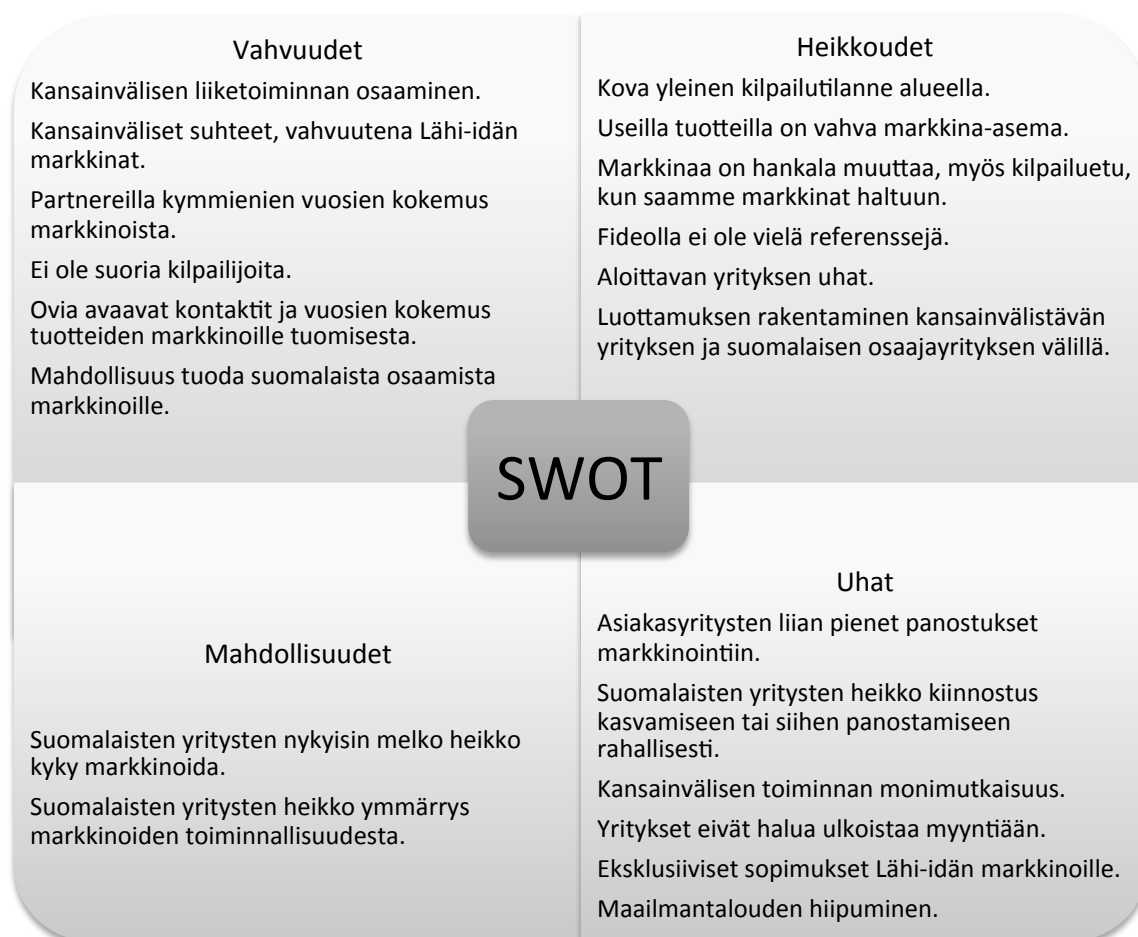 Vahvuudet
Kansainvälisen liiketoiminnan osaaminen.
Kansainväliset suhteet, vahvuutena Lähi-idän
markkinat.
Partnereilla kymmienien vuosien kokemus
markkinoista.
Ei ole suoria kilpailijoita.
Ovia avaavat kontaktit ja vuosien kokemus
tuotteiden markkinoille tuomisesta.
Mahdollisuus tuoda suomalaista osaamista
markkinoille.
Heikkoudet
Kova yleinen kilpailutilanne alueella.
Useilla tuotteilla on vahva markkina-asema.
Markkinaa on hankala muuttaa, myös kilpailuetu,
kun saamme markkinat haltuun.
Fideolla ei ole vielä referenssejä.
Aloittavan yrityksen uhat.
Luottamuksen rakentaminen kansainvälistävän
yrityksen ja suomalaisen osaajayrityksen välillä.
SWOT
Mahdollisuudet
Suomalaisten yritysten nykyisin melko heikko
kyky markkinoida.
Suomalaisten yritysten heikko ymmärrys
markkinoiden toiminnallisuudesta.
Uhat
Asiakasyritysten liian pienet panostukset
markkinointiin.
Suomalaisten yritysten heikko kiinnostus
kasvamiseen tai siihen panostamiseen
rahallisesti.
Kansainvälisen toiminnan monimutkaisuus.
Yritykset eivät halua ulkoistaa myyntiään.
Eksklusiiviset sopimukset Lähi-idän markkinoille.
Maailmantalouden hiipuminen.